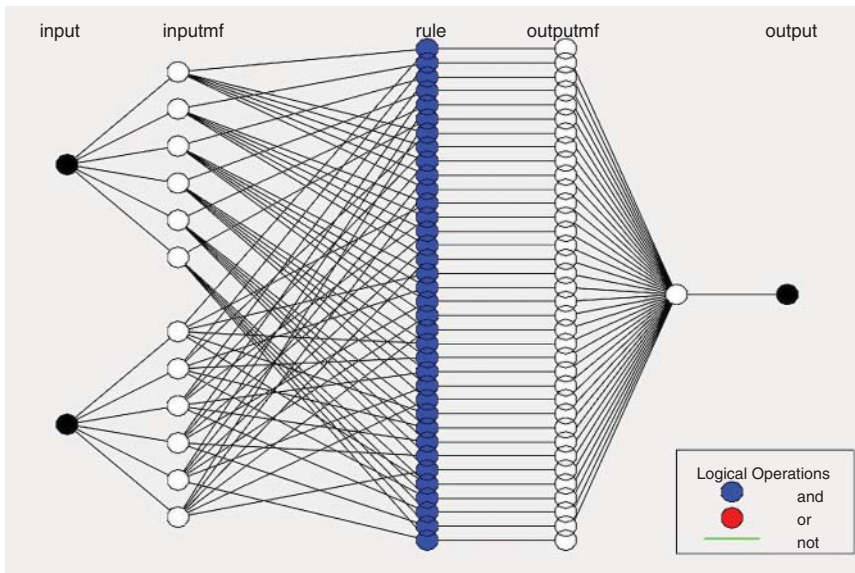 input inputmf rule outputmf output
Logical Operations
and
or
not